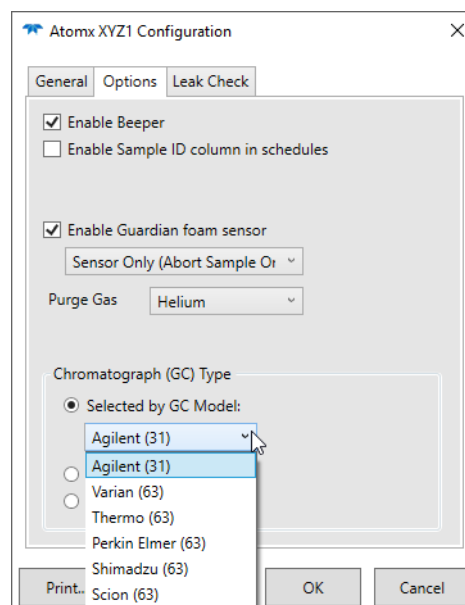 Atomx XYZ1 Configuration
General Options Leak Check
Enable Beeper
Enable Sample ID column in schedules
Enable Guardian foam sensor
Sensor Only (Abort Sample Or
Purge Gas Helium
Chromatograph (GC) Type
Selected by GC Model:
Agilent (31)
Agilent (31)
Varian (63)
Thermo (63)
Perkin Elmer (63)
Shimadzu (63)
Scion (63)
Print.. OK Cancel